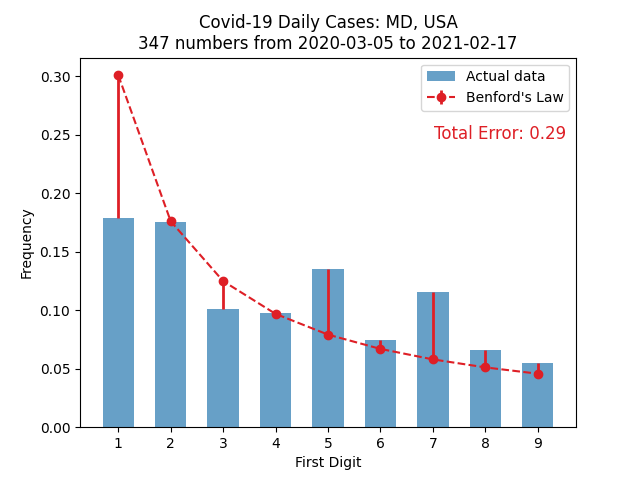 Covid-19 Daily Cases: MD, USA
347 numbers from 2020-03-05 to 2021-02-17
Actual data
Benford's Law
Total Error: 0.29
Frequency
0.30
0.25
0.20
0.15
0.10
0.05
0.00
1 2 3 4 5 6 7 8 9
First Digit